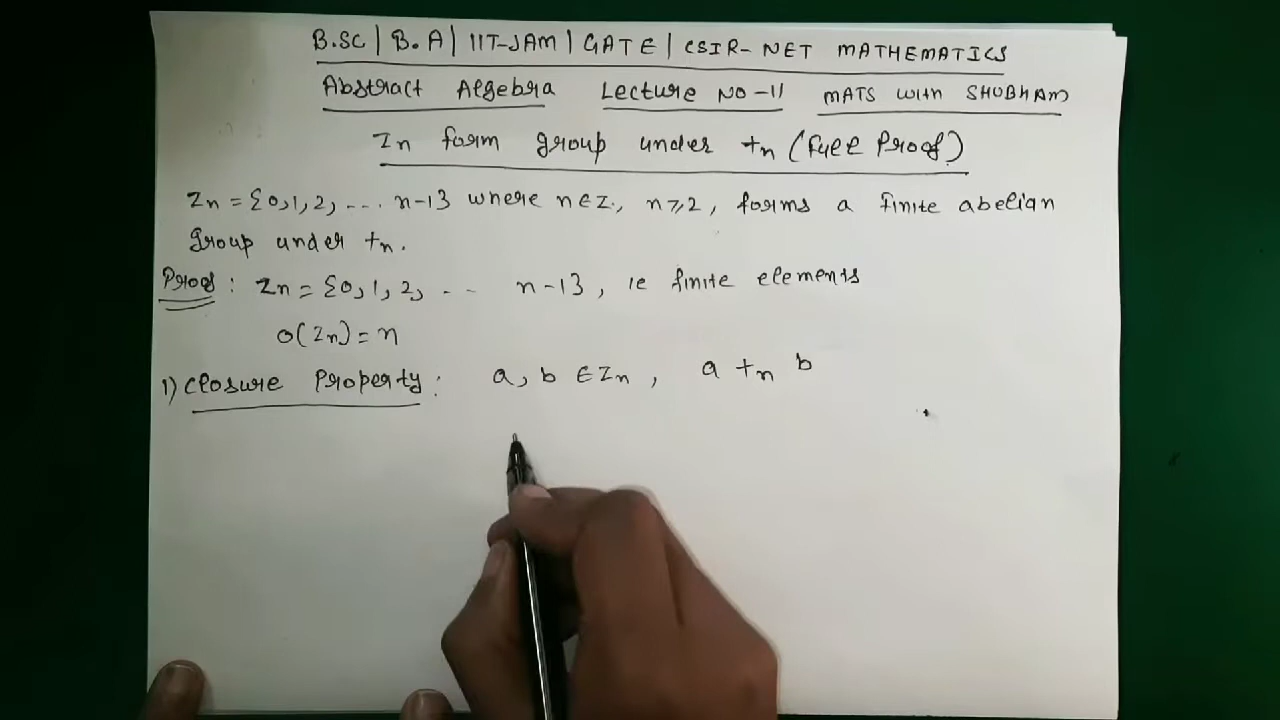 B.SC | B.A | IIT-JAM | GATE | CSIR-NET MATHEMATICS
Abstract Algebra Lecture NO-11 MATS with SHUBHAM
Zn form group under +n (Full Proof)
Zn = {0,1,2, ... n-1} where n∈Z, n≥2, forms a finite abelian
group under +n.
Proof : Zn = {0,1,2, ... n-1}, ie finite elements
o(Zn) = n
1) Closure Property : a, b ∈ Zn, a +n b